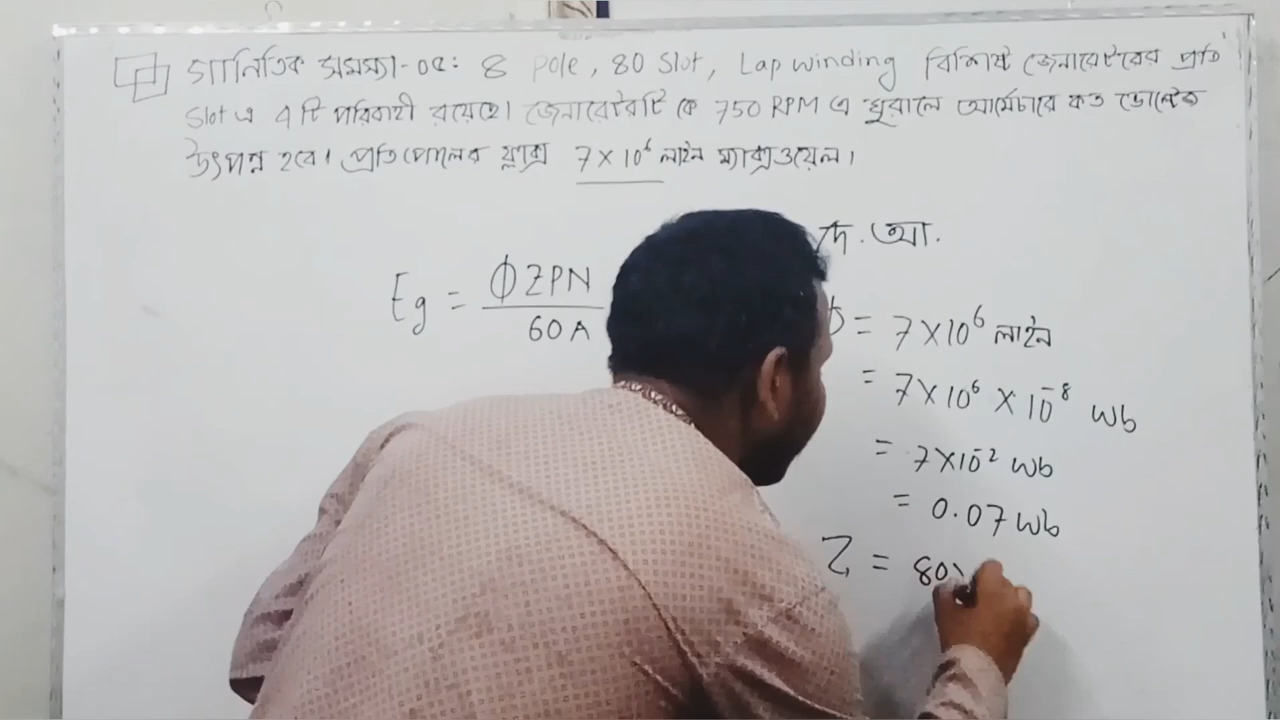 গানিতিক সমস্যা-০৫: 8 Pole, 80 Slot, Lap winding বিশিষ্ট জেনারেটরের প্রতি
Slot এ 9 টি পরিবাহী রয়েছে। জেনারেটরটি কে 750 RPM এ ঘুরালে আর্মেচারে কত ভোল্টেজ
উৎপন্ন হবে। প্রতি পোলের ফ্লাক্স 7 × 10⁶ লাইন ম্যাক্সওয়েল।
দে. আ.
Eg = ϕZPN / 60A
ϕ = 7×10⁶ লাইন
= 7×10⁶ × 10⁻⁸ wb
= 7×10⁻² wb
= 0.07 wb
Z = 80×